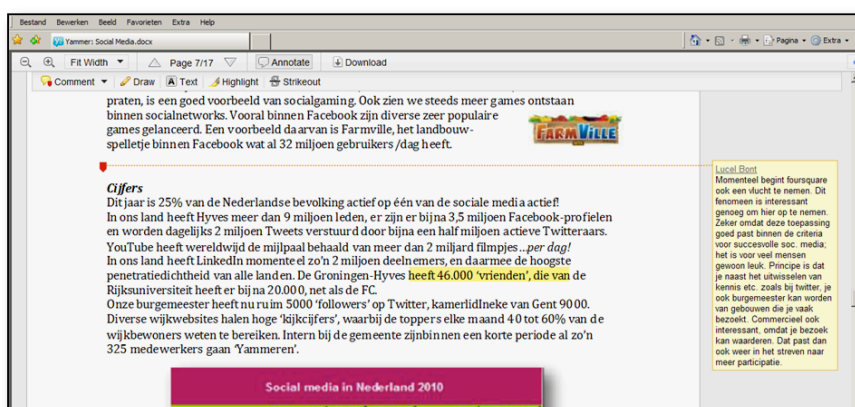 Bestand Bewerken Beeld Favorieten Extra Help
Yammer: Social Media.docx
Pagina Extra
Fit Width Page 7/17 Annotate Download
Comment Draw Text Highlight Strikeout
praten, is een goed voorbeeld van socialgaming. Ook zien we steeds meer games ontstaan
binnen socialnetworks. Vooral binnen Facebook zijn diverse zeer populaire
games gelanceerd. Een voorbeeld daarvan is Farmville, het landbouw-
spelletje binnen Facebook wat al 32 miljoen gebruikers /dag heeft.
FARMVILLE
Cijfers
Dit jaar is 25% van de Nederlandse bevolking actief op één van de sociale media actief!
In ons land heeft Hyves meer dan 9 miljoen leden, er zijn er bijna 3,5 miljoen Facebook-profielen
en worden dagelijks 2 miljoen Tweets verstuurd door bijna een half miljoen actieve Twitteraars.
YouTube heeft wereldwijd de mijlpaal behaald van meer dan 2 miljard filmpjes...per dag!
In ons land heeft LinkedIn momenteel zo'n 2 miljoen deelnemers, en daarmee de hoogste
penetratiedichtheid van alle landen. De Groningen-Hyves heeft 46.000 'vrienden', die van de
Rijksuniversiteit heeft er bijna 20.000, net als de FC.
Onze burgemeester heeft nu ruim 5000 'followers' op Twitter, kamerlidIneke van Gent 9000.
Diverse wijkwebsites halen hoge 'kijkcijfers', waarbij de toppers elke maand 40 tot 60% van de
wijkbewoners weten te bereiken. Intern bij de gemeente zijnbinnen een korte periode al zo'n
325 medewerkers gaan 'Yammeren'.
Social media in Nederland 2010
Lucel Bont
Momenteel begint foursquare
ook een vlucht te nemen. Dit
fenomeen is interessant
genoeg om hier op te nemen.
Zeker omdat deze toepassing
goed past binnen de criteria
voor succesvolle soc. media;
het is voor veel mensen
gewoon leuk. Principe is dat
je naast het uitwisselen van
kennis etc. zoals bij twitter, je
ook burgemeester kan worden
van gebouwen die je vaak
bezoekt. Commercieel ook
interessant, omdat je bezoek
kan waarderen. Dat past dan
ook weer in het streven naar
meer participatie.